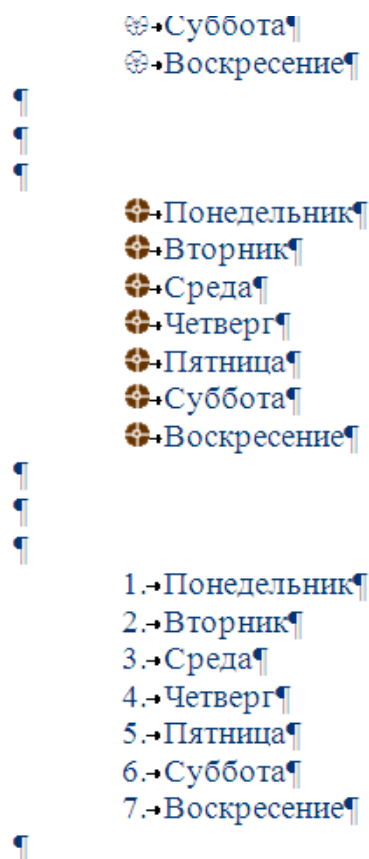 Суббота¶
Воскресение¶
¶
¶
¶
Понедельник¶
Вторник¶
Среда¶
Четверг¶
Пятница¶
Суббота¶
Воскресение¶
¶
¶
¶
1.→Понедельник¶
2.→Вторник¶
3.→Среда¶
4.→Четверг¶
5.→Пятница¶
6.→Суббота¶
7.→Воскресение¶
¶